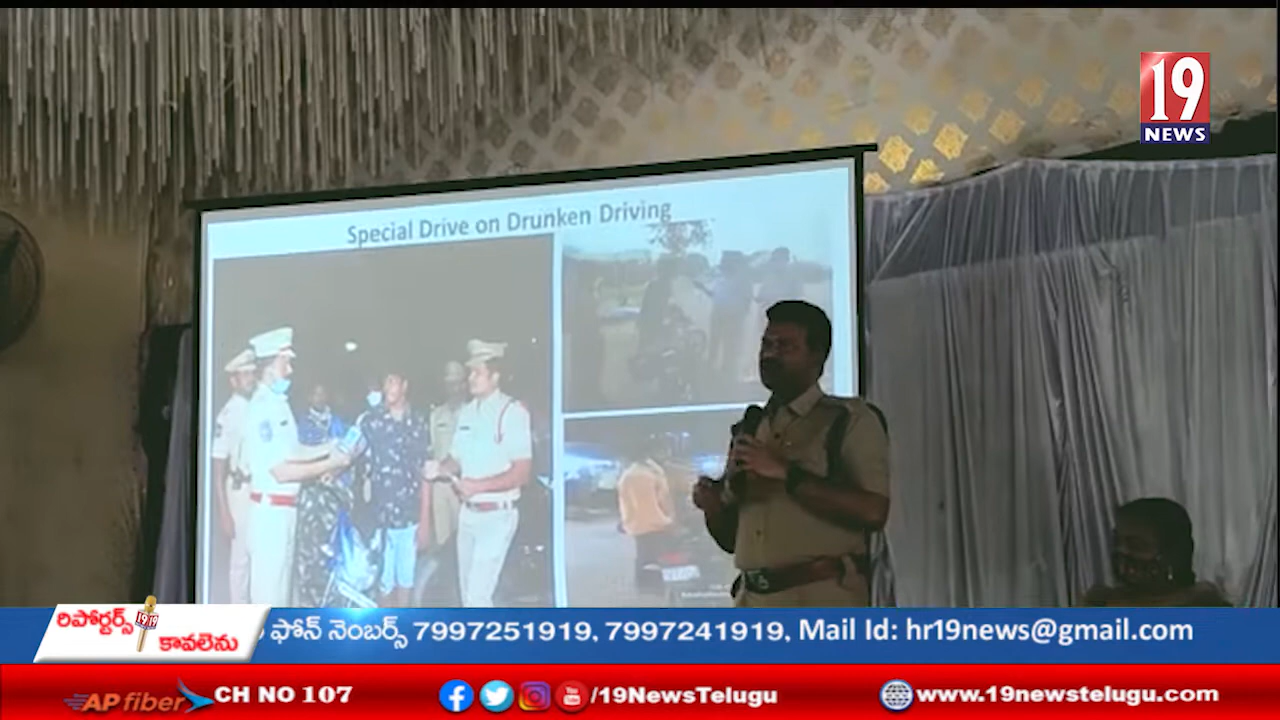 19
NEWS
Special Drive on Drunken Driving
రిపోర్టర్స్
19
కావలెను
ఫోన్ నెంబర్స్ 7997251919, 7997241919, Mail Id: hr19news@gmail.com
AP fiber CH NO 107 /19NewsTelugu www.19newstelugu.com